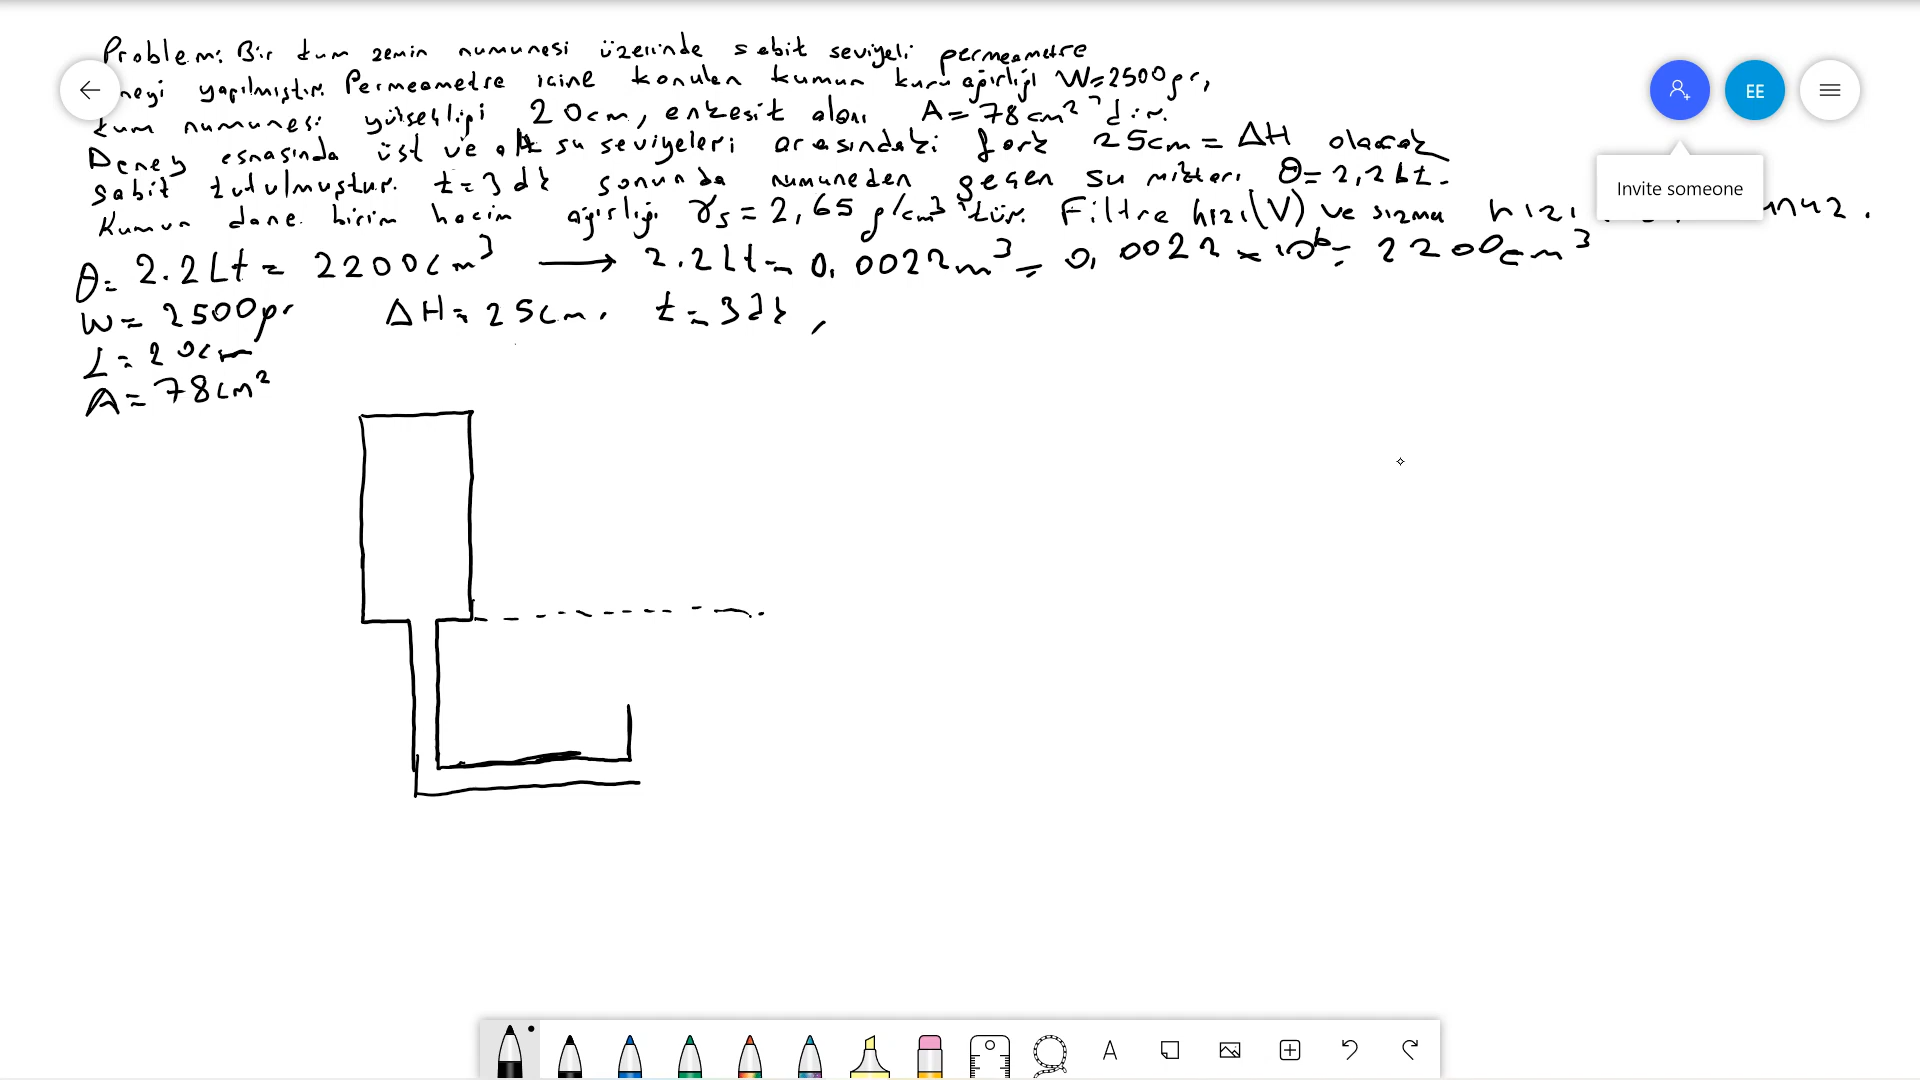 Problem: Bir kum zemin numunesi üzerinde sabit seviyeli permeametre
neyi yapılmıştır. Permeametre içine konulan kumun kuru ağırlığı W=2500gr,
kum numunesi yüksekliği 20cm, enkesit alanı A=78cm²'dir.
Deney esnasında üst ve alt su seviyeleri arasındaki fark 25cm=ΔH olacak
sabit tutulmuştur. t=3dk sonunda numuneden geçen su miktarı Θ=2,2Lt.
Kumun dane birim hacim ağırlığı γs=2,65 g/cm³'tür. Filtre hızı(V) ve sızma hızı
Θ= 2.2Lt= 2200cm³ → 2.2Lt= 0.0022m³= 0,0022×10⁶= 2200cm³
W= 2500gr ΔH=25cm, t=3dk,
L=20cm
A=78cm²
EE
Invite someone
A